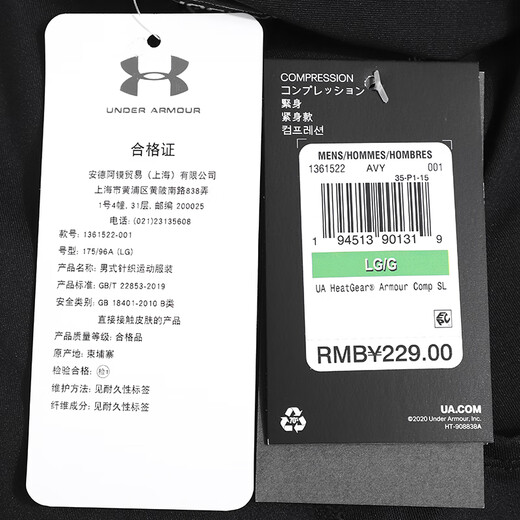 UNDER ARMOUR
合格证
安德阿镆贸易（上海）有限公司
上海市黄浦区黄陂南路838弄
1号4幢, 31层, 邮编 200025
电话: (021)23135608
款号: 1361522-001
号型: 175/96A (LG)
产品名称: 男式针织运动服装
产品标准: GB/T 22853-2019
安全类别: GB 18401-2010 B类
直接接触皮肤的产品
产品质量等级: 合格品
原产地: 柬埔寨
检验合格:
维护方法: 见耐久性标签
纤维成分: 见耐久性标签
COMPRESSION
コンプレッション
緊身
紧身款
컴프레션
MENS/HOMMES/HOMBRES
1361522 AVY 001
35-P1-15
1 94513 90131 9
LG/G
UA HeatGear® Armour Comp SL
RMB¥229.00
UA.COM
©2020 Under Armour, Inc.
HT-908838A